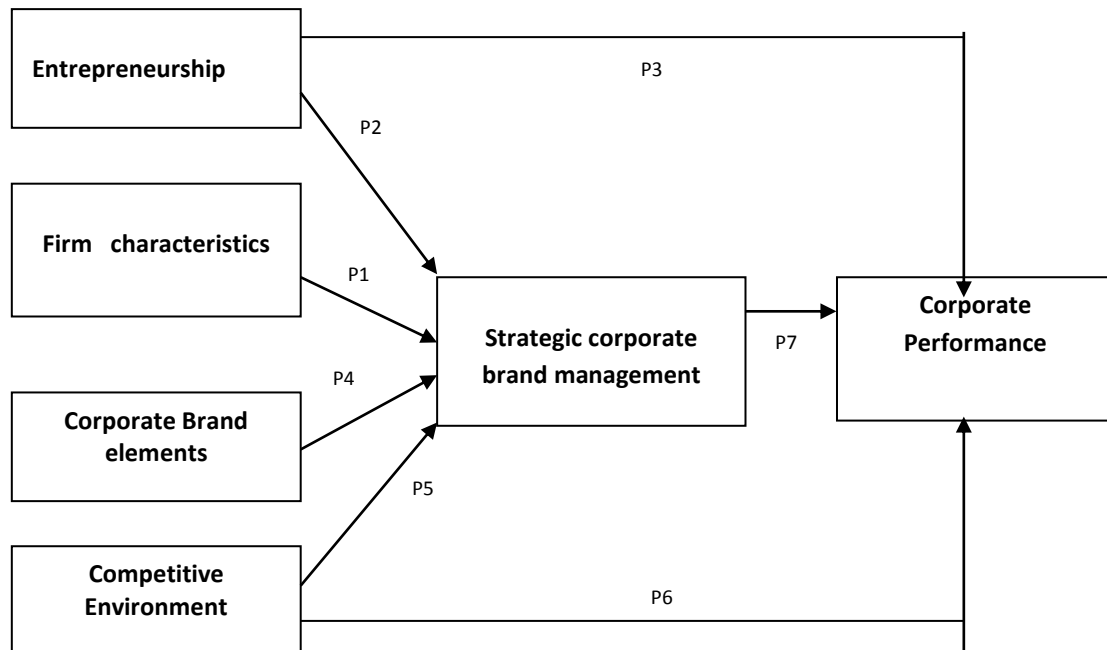 Entrepreneurship
P3
P2
Firm characteristics
P1
Corporate
Performance
Strategic corporate
brand management
P7
P4
Corporate Brand
elements
P5
Competitive
Environment
P6